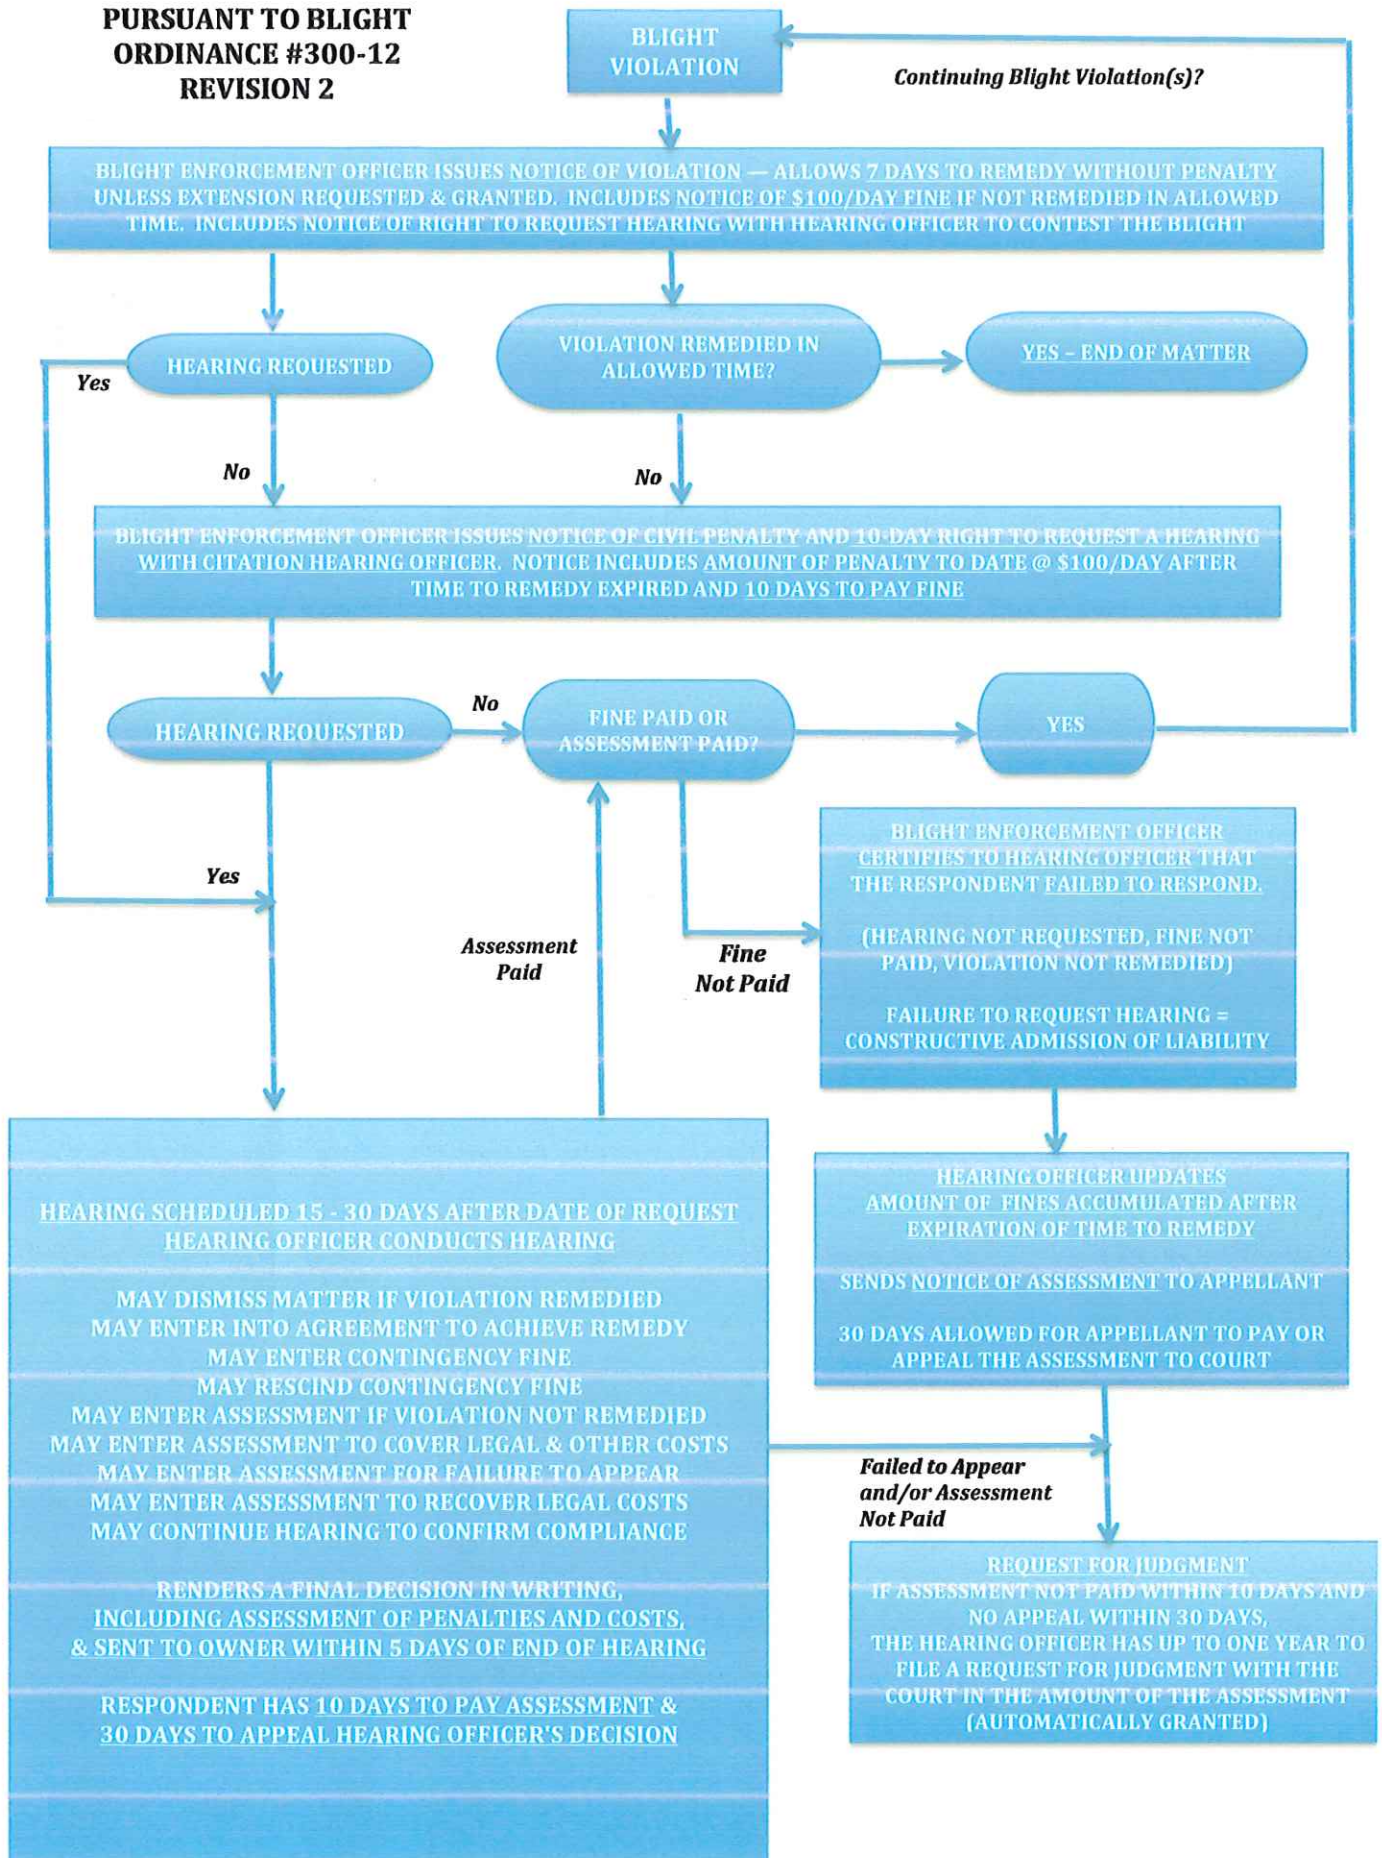 PURSUANT TO BLIGHT
ORDINANCE #300-12
REVISION 2
BLIGHT
VIOLATION
Continuing Blight Violation(s)?
BLIGHT ENFORCEMENT OFFICER ISSUES NOTICE OF VIOLATION — ALLOWS 7 DAYS TO REMEDY WITHOUT PENALTY
UNLESS EXTENSION REQUESTED & GRANTED. INCLUDES NOTICE OF $100/DAY FINE IF NOT REMEDIED IN ALLOWED
TIME. INCLUDES NOTICE OF RIGHT TO REQUEST HEARING WITH HEARING OFFICER TO CONTEST THE BLIGHT
HEARING REQUESTED
VIOLATION REMEDIED IN
ALLOWED TIME?
YES – END OF MATTER
Yes
No
No
BLIGHT ENFORCEMENT OFFICER ISSUES NOTICE OF CIVIL PENALTY AND 10-DAY RIGHT TO REQUEST A HEARING
WITH CITATION HEARING OFFICER. NOTICE INCLUDES AMOUNT OF PENALTY TO DATE @ $100/DAY AFTER
TIME TO REMEDY EXPIRED AND 10 DAYS TO PAY FINE
HEARING REQUESTED
No
FINE PAID OR
ASSESSMENT PAID?
YES
Yes
Assessment
Paid
Fine
Not Paid
BLIGHT ENFORCEMENT OFFICER
CERTIFIES TO HEARING OFFICER THAT
THE RESPONDENT FAILED TO RESPOND.
(HEARING NOT REQUESTED, FINE NOT
PAID, VIOLATION NOT REMEDIED)
FAILURE TO REQUEST HEARING =
CONSTRUCTIVE ADMISSION OF LIABILITY
HEARING OFFICER UPDATES
AMOUNT OF FINES ACCUMULATED AFTER
EXPIRATION OF TIME TO REMEDY
SENDS NOTICE OF ASSESSMENT TO APPELLANT
30 DAYS ALLOWED FOR APPELLANT TO PAY OR
APPEAL THE ASSESSMENT TO COURT
HEARING SCHEDULED 15 - 30 DAYS AFTER DATE OF REQUEST
HEARING OFFICER CONDUCTS HEARING
MAY DISMISS MATTER IF VIOLATION REMEDIED
MAY ENTER INTO AGREEMENT TO ACHIEVE REMEDY
MAY ENTER CONTINGENCY FINE
MAY RESCIND CONTINGENCY FINE
MAY ENTER ASSESSMENT IF VIOLATION NOT REMEDIED
MAY ENTER ASSESSMENT TO COVER LEGAL & OTHER COSTS
MAY ENTER ASSESSMENT FOR FAILURE TO APPEAR
MAY ENTER ASSESSMENT TO RECOVER LEGAL COSTS
MAY CONTINUE HEARING TO CONFIRM COMPLIANCE
RENDERS A FINAL DECISION IN WRITING,
INCLUDING ASSESSMENT OF PENALTIES AND COSTS,
& SENT TO OWNER WITHIN 5 DAYS OF END OF HEARING
RESPONDENT HAS 10 DAYS TO PAY ASSESSMENT &
30 DAYS TO APPEAL HEARING OFFICER'S DECISION
Failed to Appear
and/or Assessment
Not Paid
REQUEST FOR JUDGMENT
IF ASSESSMENT NOT PAID WITHIN 10 DAYS AND
NO APPEAL WITHIN 30 DAYS,
THE HEARING OFFICER HAS UP TO ONE YEAR TO
FILE A REQUEST FOR JUDGMENT WITH THE
COURT IN THE AMOUNT OF THE ASSESSMENT
(AUTOMATICALLY GRANTED)